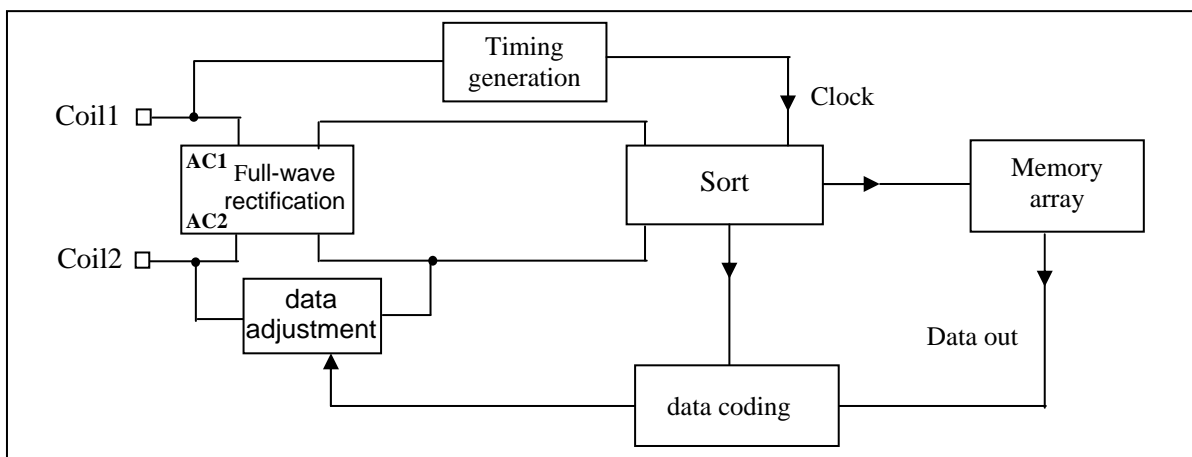 Timing
generation
Clock
Coil1
AC1
Full-wave
rectification
AC2
Sort
Memory
array
Coil2
data
adjustment
Data out
data coding